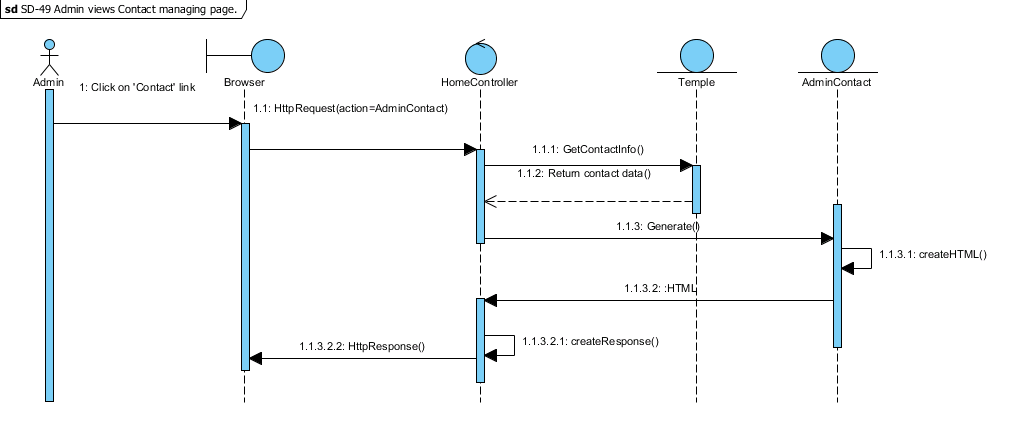 sd SD-49 Admin views Contact managing page.
Admin
Browser
HomeController
Temple
AdminContact
1: Click on 'Contact' link
1.1: HttpRequest(action=AdminContact)
1.1.1: GetContactInfo()
1.1.2: Return contact data()
1.1.3: Generate()
1.1.3.1: createHTML()
1.1.3.2: :HTML
1.1.3.2.1: createResponse()
1.1.3.2.2: HttpResponse()